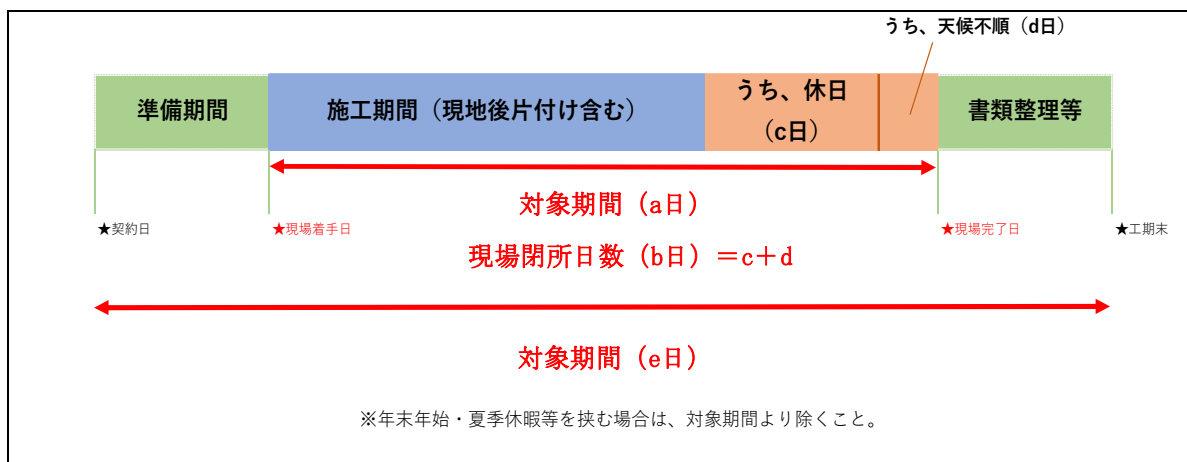 うち、天候不順（d日）
準備期間
施工期間（現地後片付け含む）
うち、休日
（c日）
書類整理等
対象期間（a日）
★契約日
★現場着手日
★現場完了日
★工期末
現場閉所日数（b日）＝c＋d
対象期間（e日）
※年末年始・夏季休暇等を挟む場合は、対象期間より除くこと。